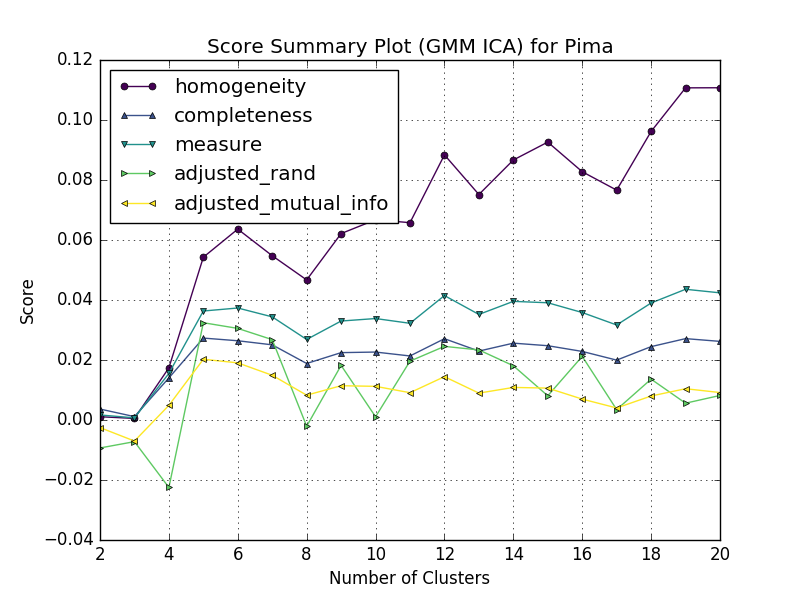 Score Summary Plot (GMM ICA) for Pima
0.12
0.10
0.08
0.06
0.04
0.02
0.00
−0.02
−0.04
Score
homogeneity
completeness
measure
adjusted_rand
adjusted_mutual_info
2 4 6 8 10 12 14 16 18 20
Number of Clusters